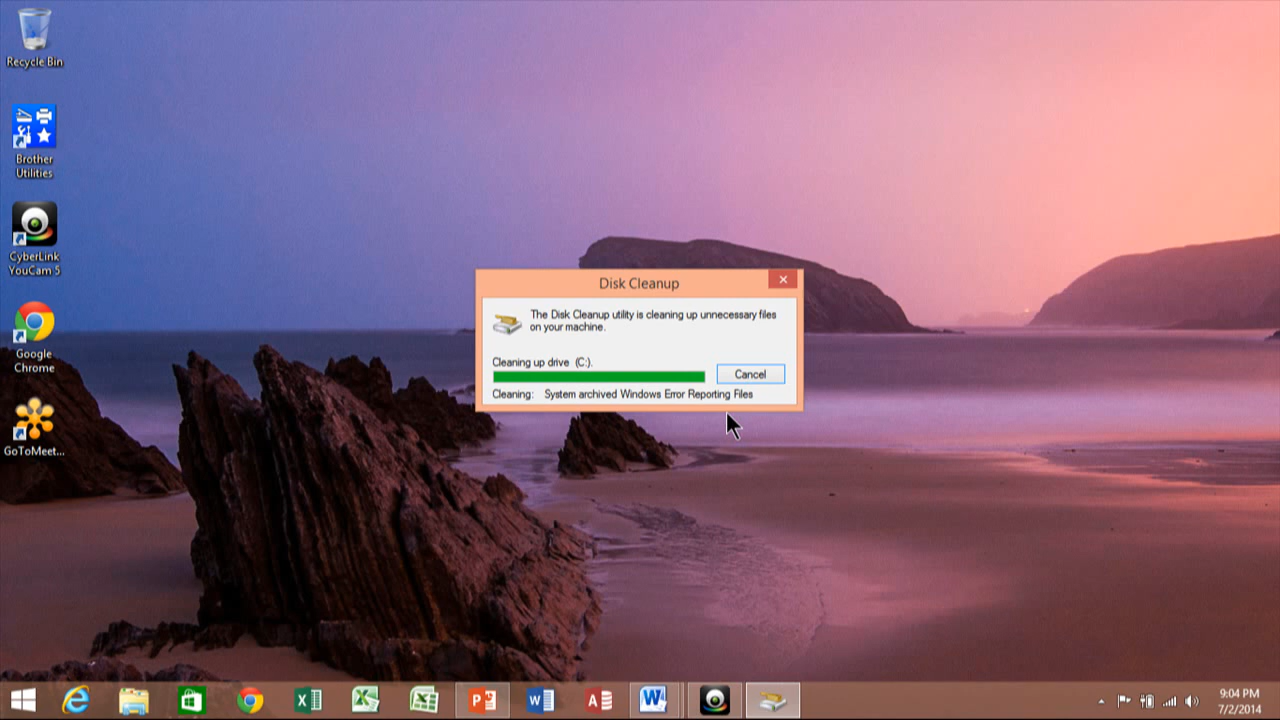 Recycle Bin
Brother
Utilities
CyberLink
YouCam 5
Google
Chrome
GoToMeet...
Disk Cleanup
The Disk Cleanup utility is cleaning up unnecessary files
on your machine.
Cleaning up drive (C:).
Cancel
Cleaning: System archived Windows Error Reporting Files
9:04 PM
7/2/2014